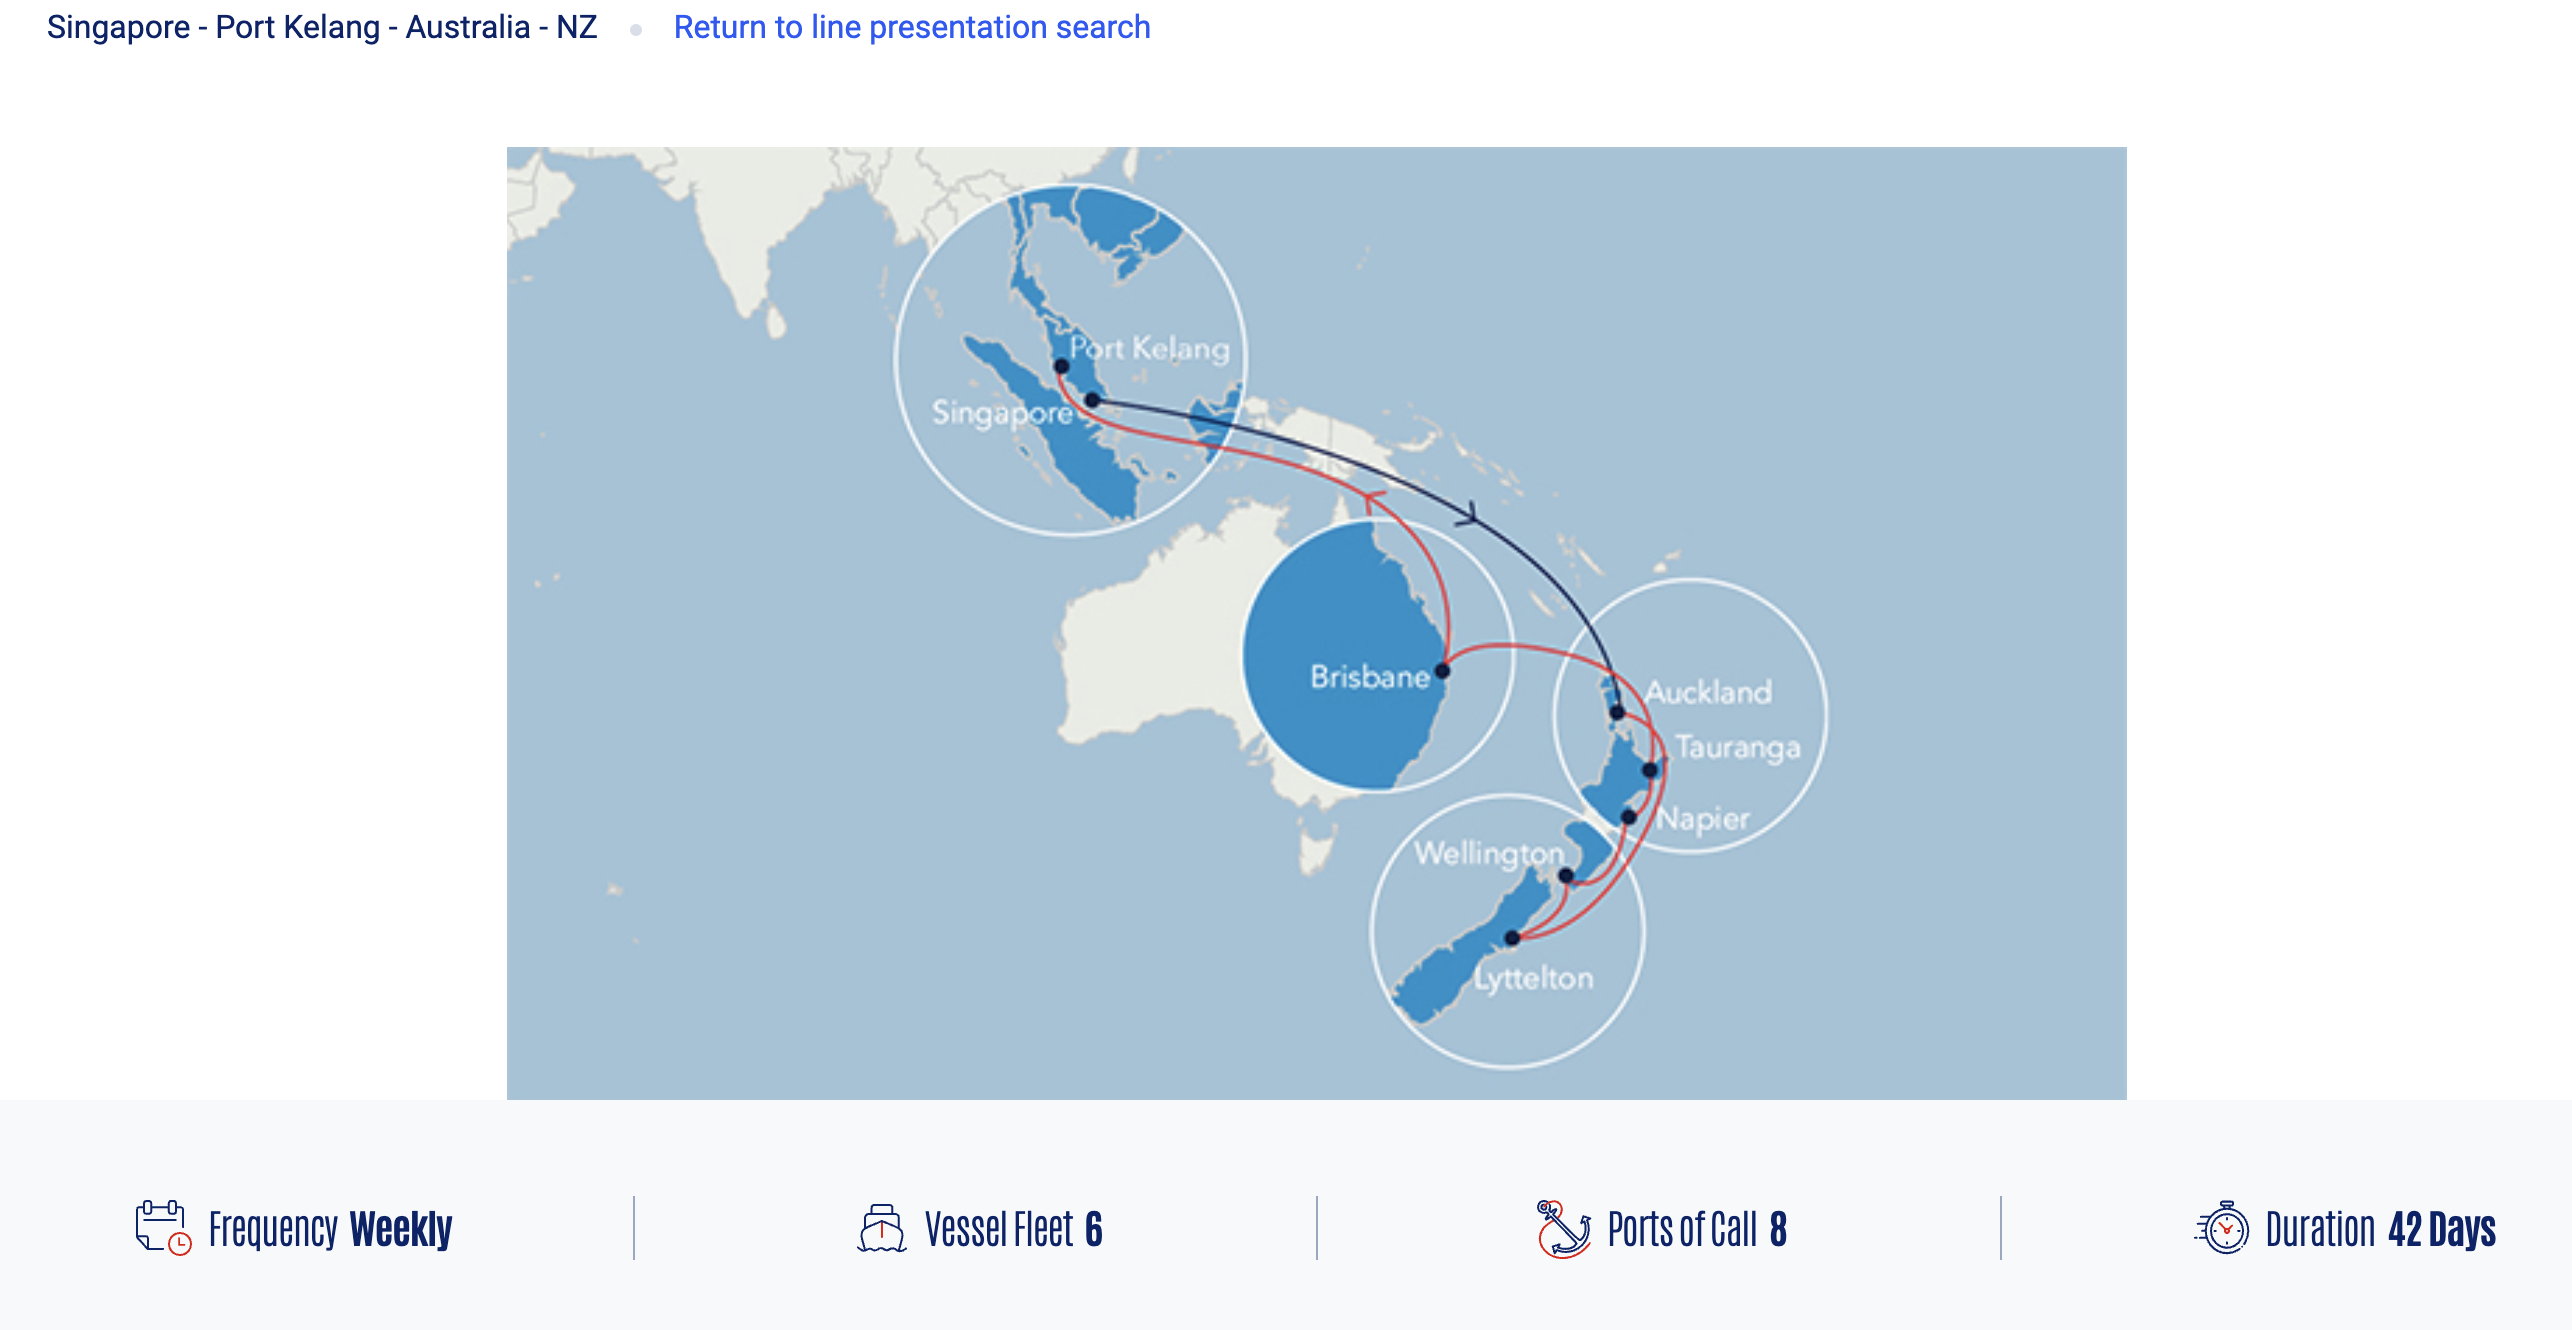 Singapore - Port Kelang - Australia - NZ • Return to line presentation search
Port Kelang
Singapore
Brisbane
Auckland
Tauranga
Napier
Wellington
Lyttelton
Frequency Weekly
Vessel Fleet 6
Ports of Call 8
Duration 42 Days